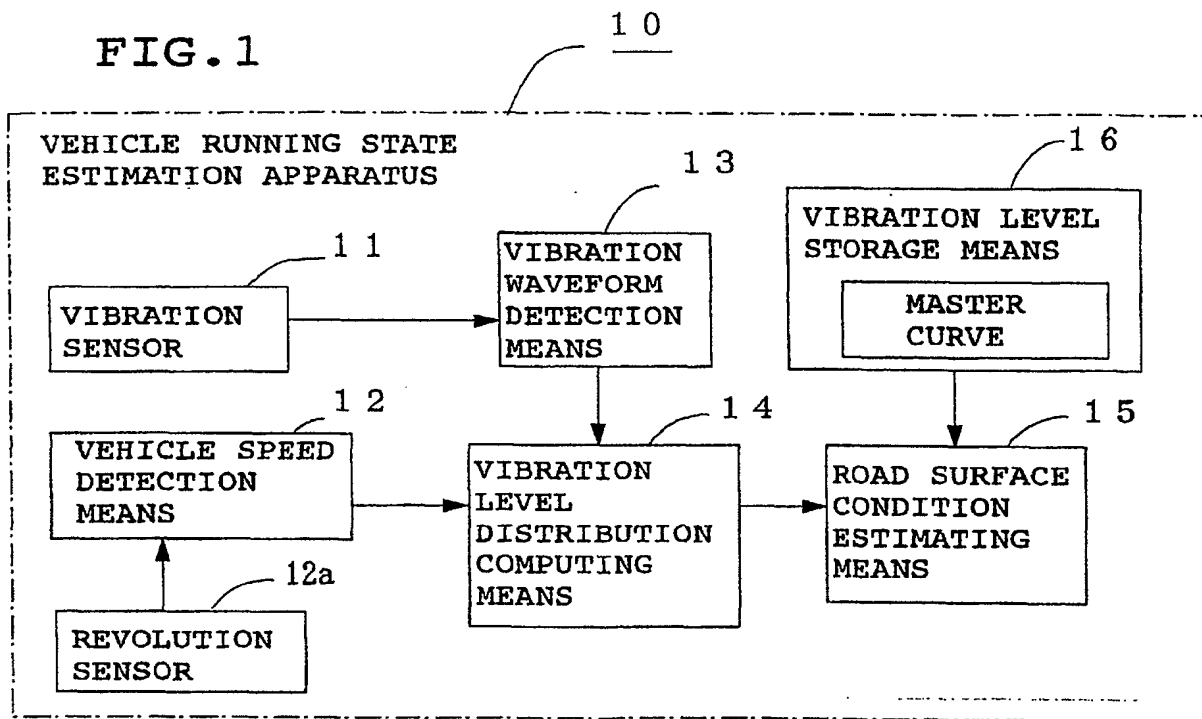 FIG.1
10
VEHICLE RUNNING STATE
ESTIMATION APPARATUS
13
16
VIBRATION
WAVEFORM
DETECTION
MEANS
VIBRATION LEVEL
STORAGE MEANS
MASTER
CURVE
11
VIBRATION
SENSOR
12
VEHICLE SPEED
DETECTION
MEANS
14
VIBRATION
LEVEL
DISTRIBUTION
COMPUTING
MEANS
15
ROAD SURFACE
CONDITION
ESTIMATING
MEANS
12a
REVOLUTION
SENSOR